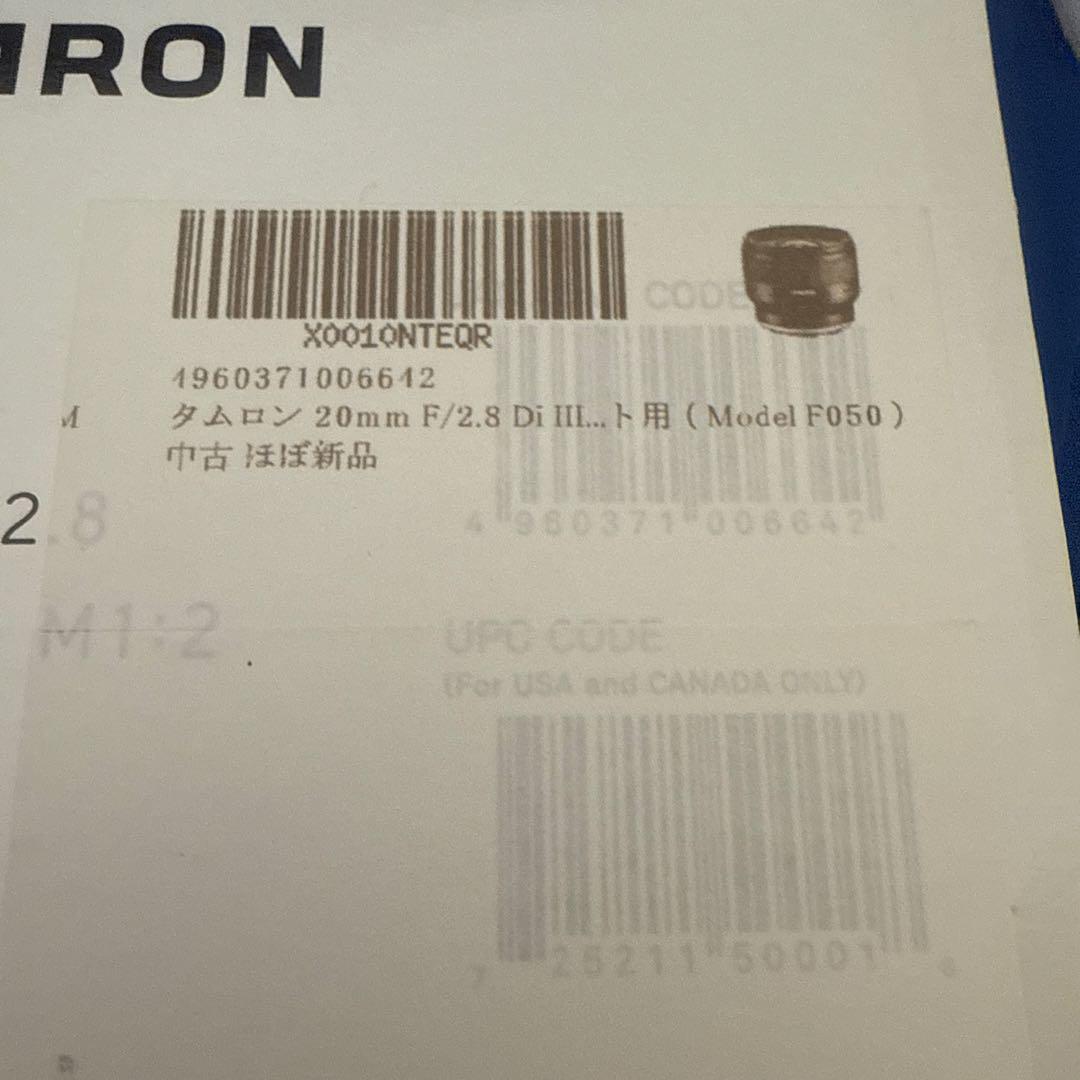 MRON
CODE
X0010NTEQR
4960371006642
M
タムロン 20mm F/2.8 Di III...ト用 ( Model F050 )
中古 ほぼ新品
2.8
4 960371 006642
M1:2
UPC CODE
(For USA and CANADA ONLY)
7 25211 50001 6